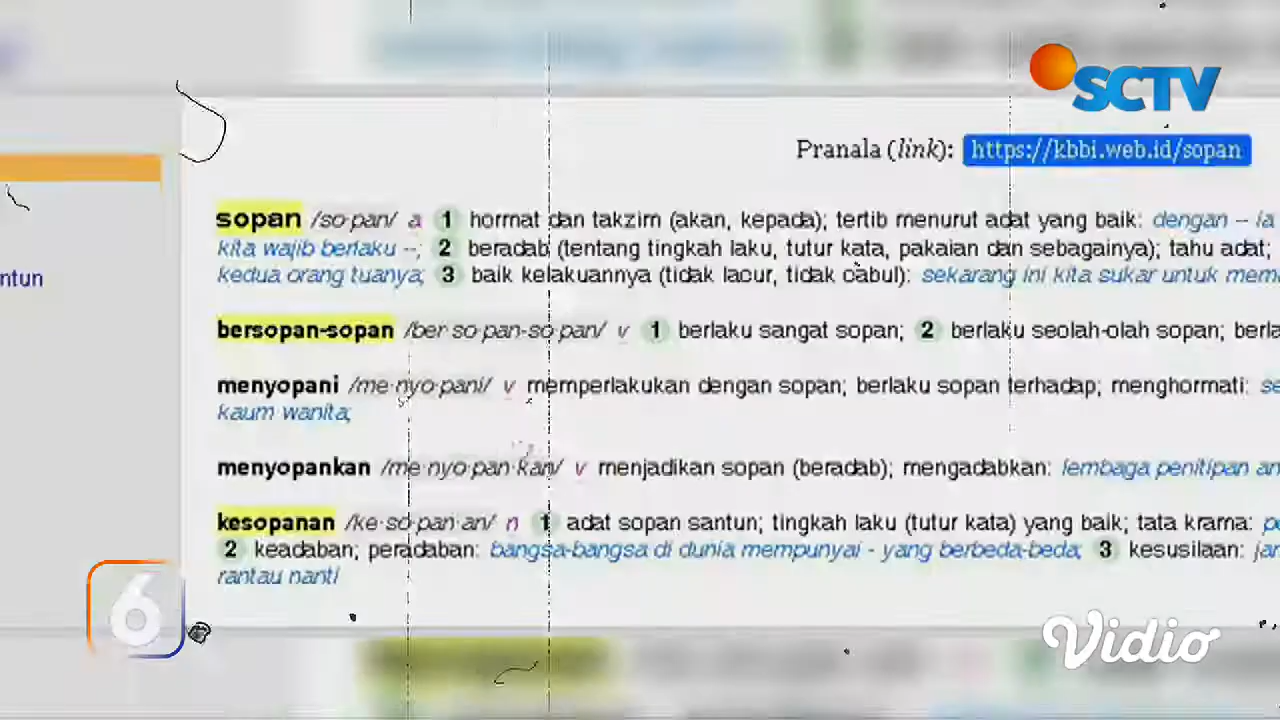 SCTV
Pranala (link): https://kbbi.web.id/sopan
sopan /so·pan/ a 1 hormat dan takzim (akan, kepada); tertib menurut adat yang baik: dengan -- ia
kita wajib berlaku --; 2 beradab (tentang tingkah laku, tutur kata, pakaian dan sebagainya); tahu adat;
ntun
kedua orang tuanya; 3 baik kelakuannya (tidak lacur, tidak cabul): sekarang ini kita sukar untuk mem
bersopan-sopan /ber·so·pan-so·pan/ v 1 berlaku sangat sopan; 2 berlaku seolah-olah sopan; berla
menyopani /me·nyo·pani/ v memperlakukan dengan sopan; berlaku sopan terhadap; menghormati: se
kaum wanita;
menyopankan /me·nyo·pan·kan/ v menjadikan sopan (beradab); mengadabkan: lembaga penitipan an
kesopanan /ke·so·pan·an/ n 1 adat sopan santun; tingkah laku (tutur kata) yang baik; tata krama:
2 keadaban; peradaban: bangsa-bangsa di dunia mempunyai - yang berbeda-beda; 3 kesusilaan: jan
rantau nanti
6
Vidio